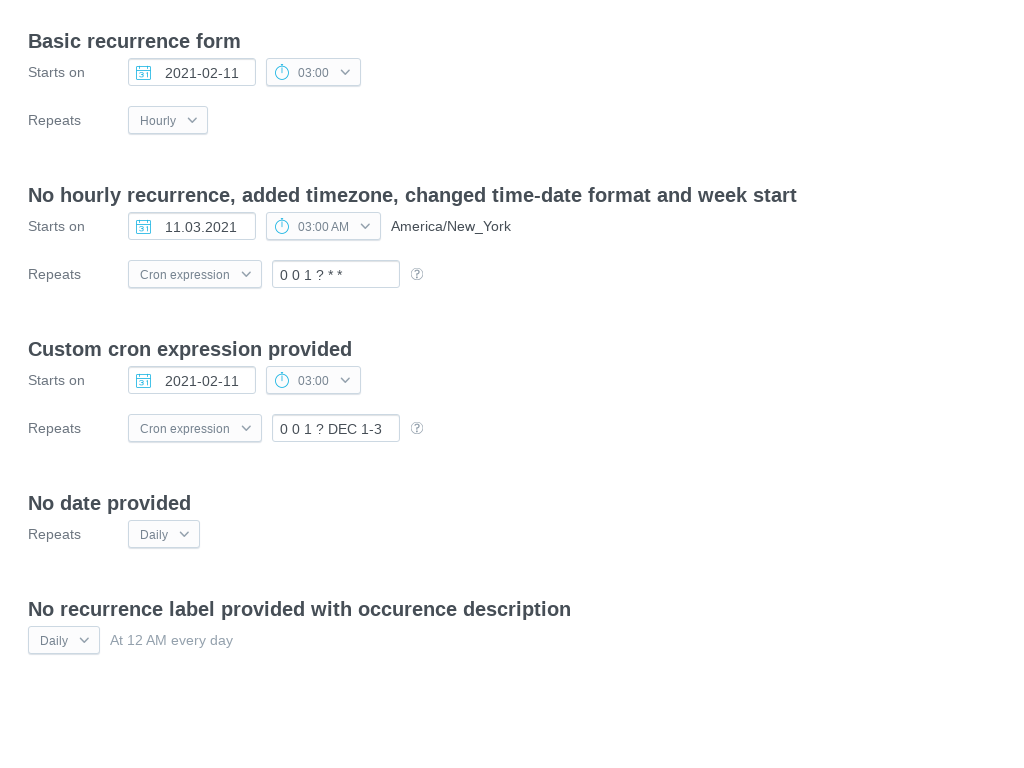 Basic recurrence form
Starts on 2021-02-11 03:00
Repeats Hourly
No hourly recurrence, added timezone, changed time-date format and week start
Starts on 11.03.2021 03:00 AM America/New_York
Repeats Cron expression 0 0 1 ? * *
Custom cron expression provided
Starts on 2021-02-11 03:00
Repeats Cron expression 0 0 1 ? DEC 1-3
No date provided
Repeats Daily
No recurrence label provided with occurence description
Daily At 12 AM every day